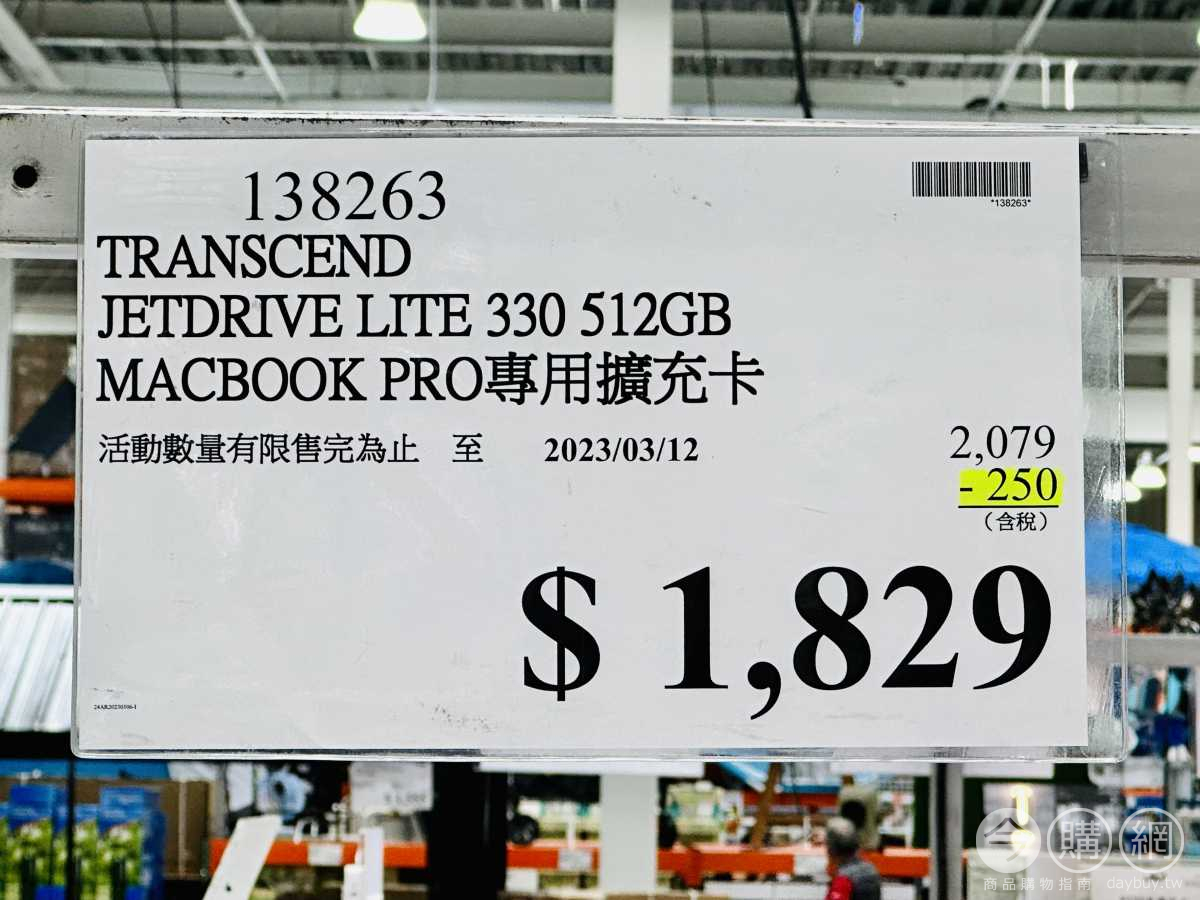 138263
*138263*
TRANSCEND
JETDRIVE LITE 330 512GB
MACBOOK PRO專用擴充卡
活動數量有限售完為止 至 2023/03/12
2,079
- 250
(含稅)
$ 1,829
今購網
商品購物指南 daybuy.tw